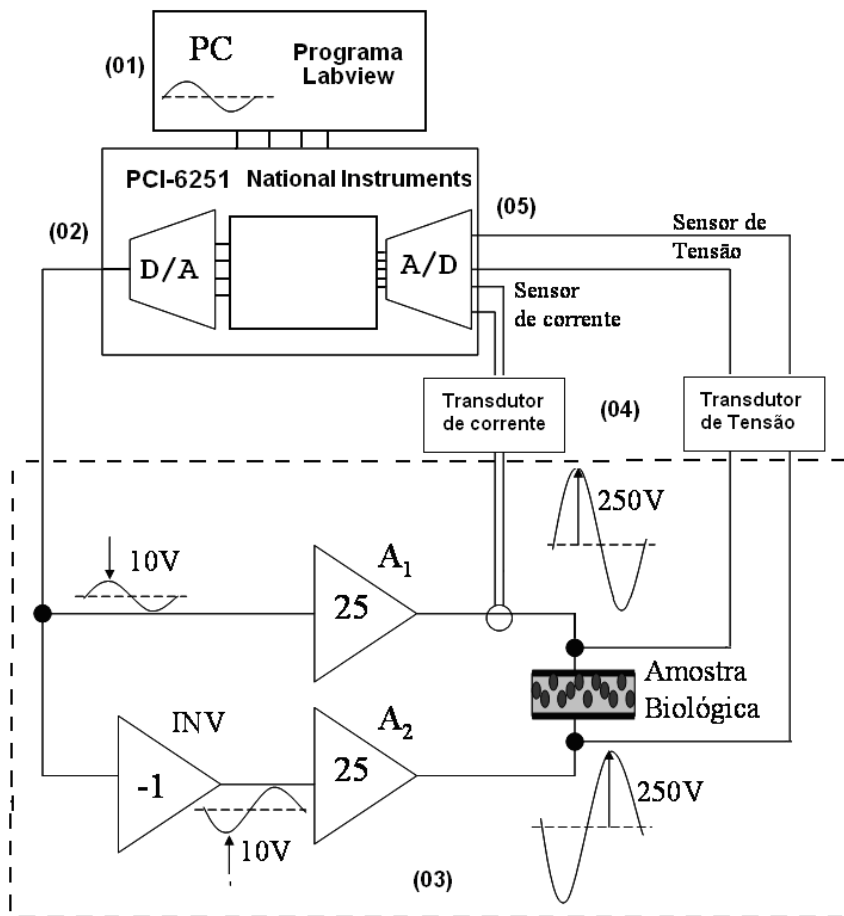 (01)
PC
Programa
Labview
PCI-6251 National Instruments
(02)
D/A
A/D
(05)
Sensor de
Tensão
Sensor
de corrente
Transdutor
de corrente
(04)
Transdutor
de Tensão
10V
A1
25
250V
Amostra
Biológica
INV
-1
10V
A2
25
250V
(03)